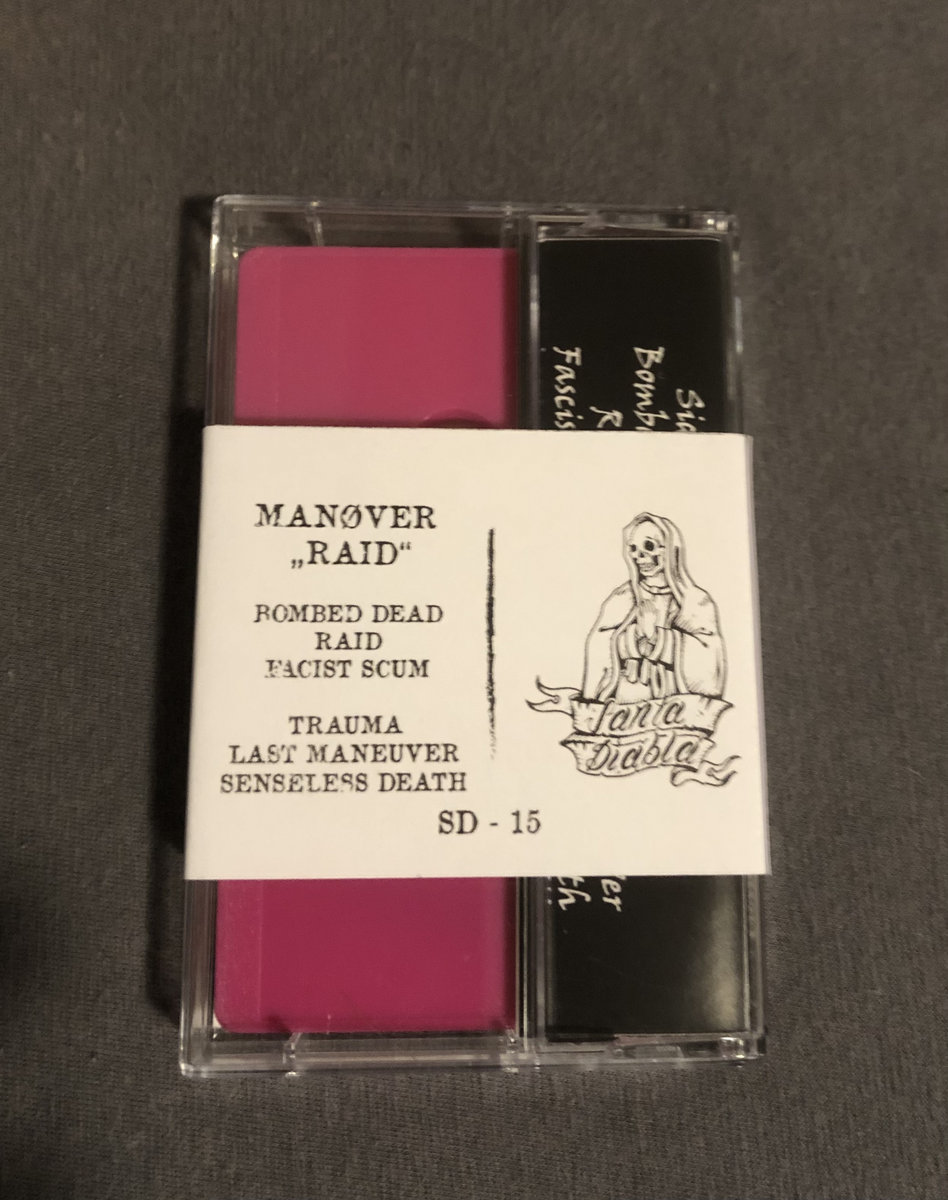 MANØVER
„RAID“
BOMBED DEAD
RAID
FACIST SCUM
TRAUMA
LAST MANEUVER
SENSELESS DEATH
SD - 15
Santa
Diabla